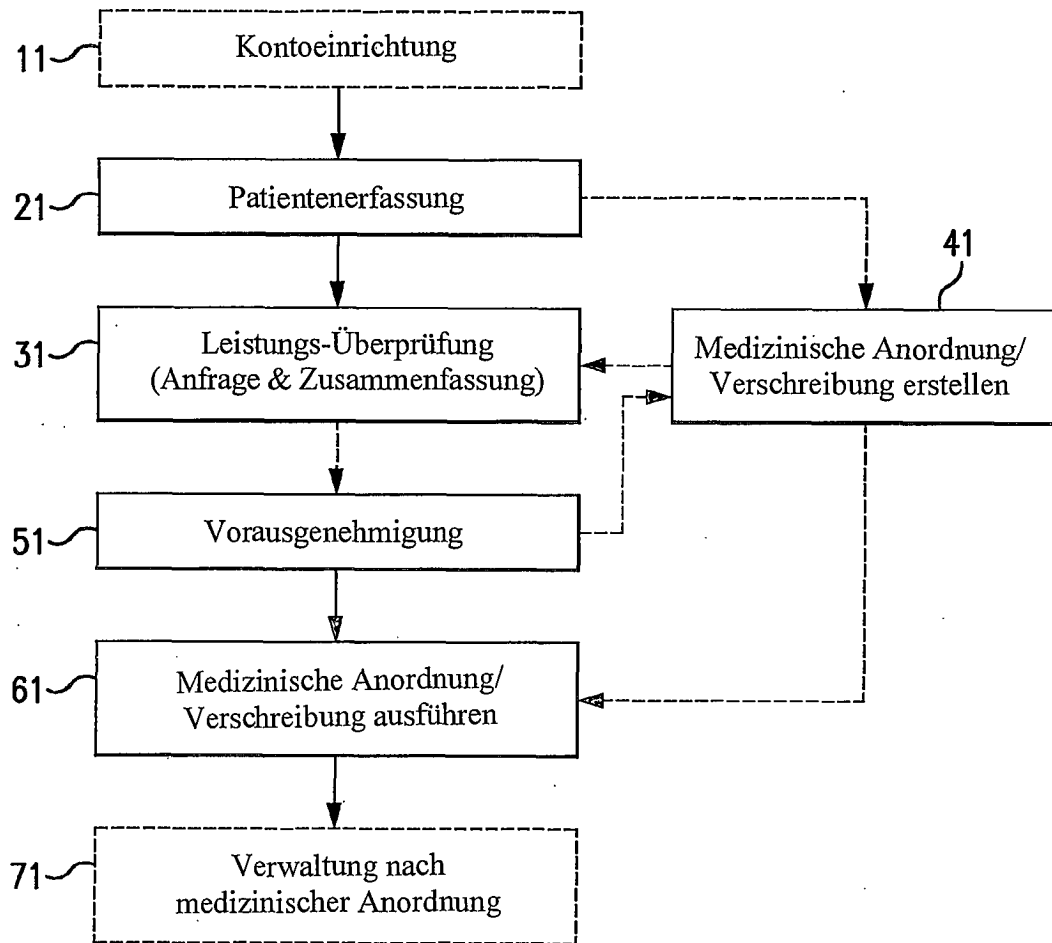 11
Kontoeinrichtung
21
Patientenerfassung
41
31
Leistungs-Überprüfung
(Anfrage & Zusammenfassung)
Medizinische Anordnung/
Verschreibung erstellen
51
Vorausgenehmigung
61
Medizinische Anordnung/
Verschreibung ausführen
71
Verwaltung nach
medizinischer Anordnung